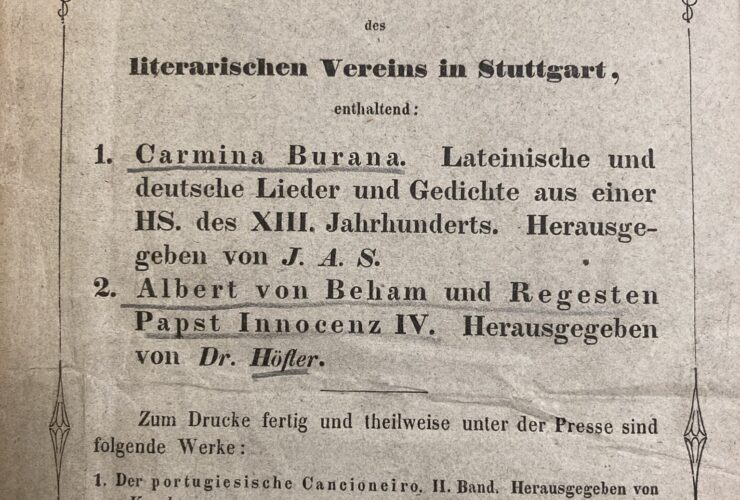 des
literarischen Vereins in Stuttgart,
enthaltend:
1. Carmina Burana. Lateinische und
deutsche Lieder und Gedichte aus einer
HS. des XIII. Jahrhunderts. Herausge-
geben von J. A. S.
2. Albert von Beham und Regesten
Papst Innocenz IV. Herausgegeben
von Dr. Höfler.
Zum Drucke fertig und theilweise unter der Presse sind
folgende Werke:
1. Der portugiesische Cancioneiro. II. Band. Herausgegeben von